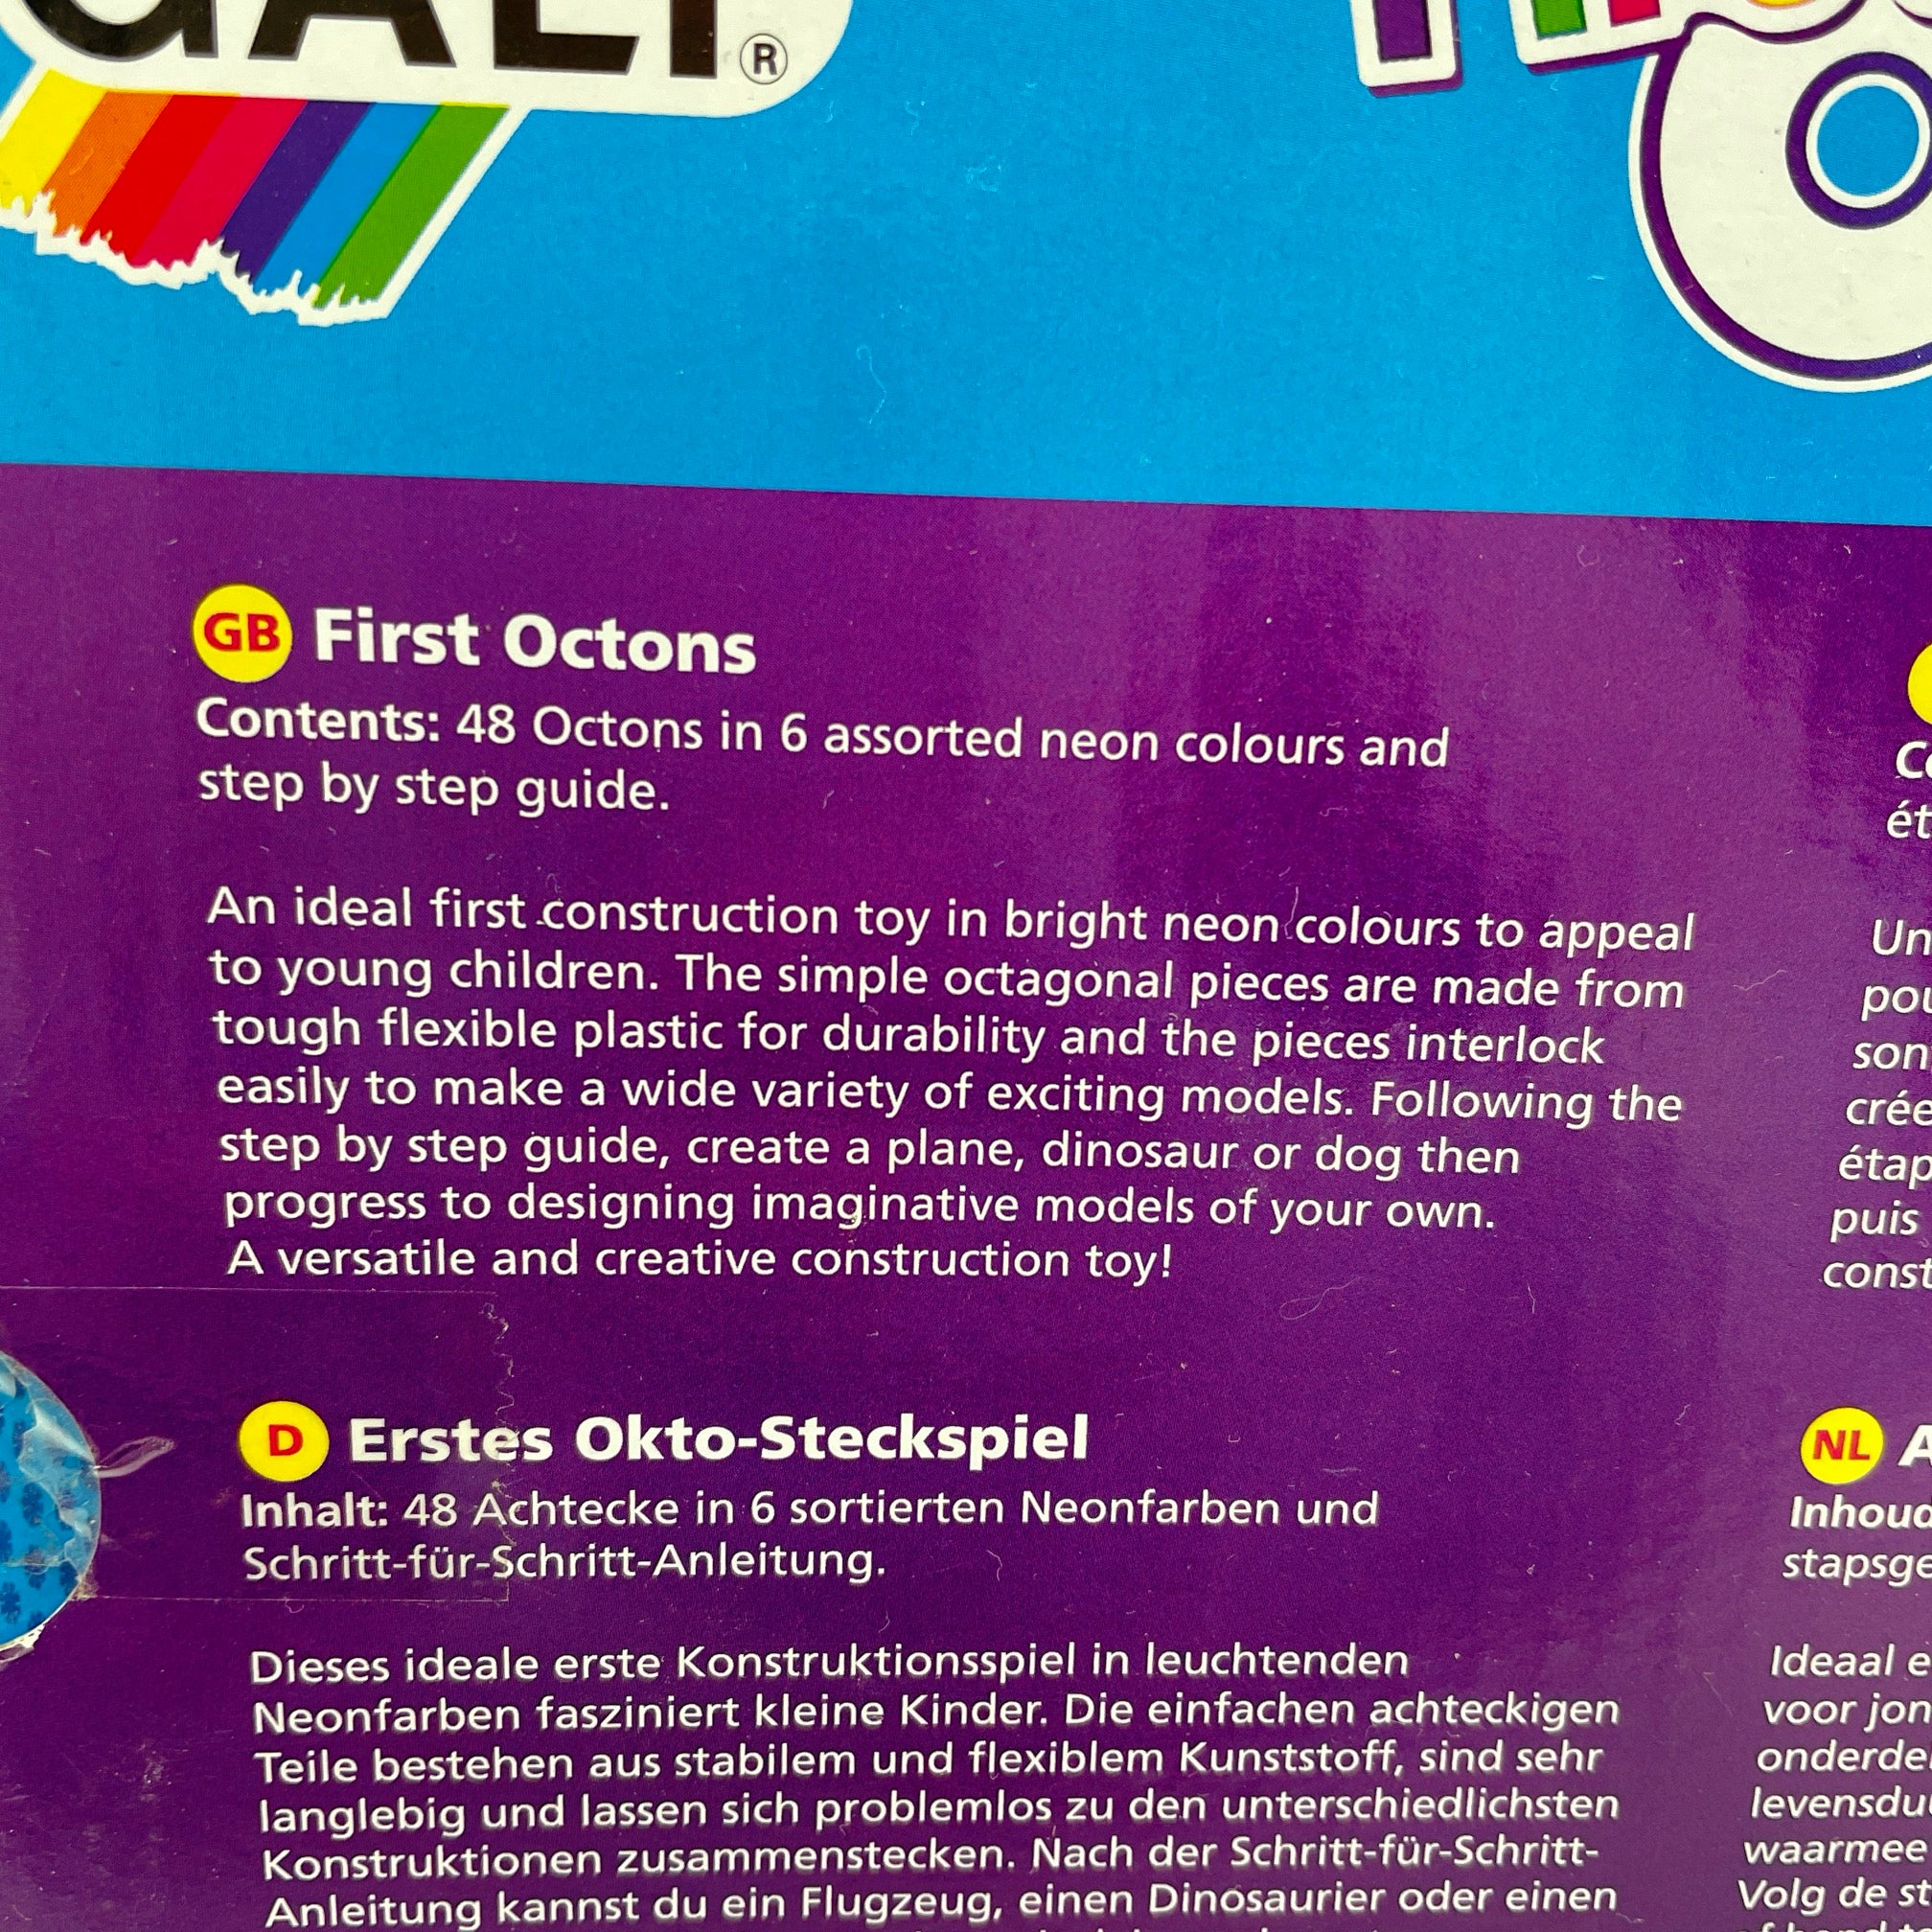 GALT®
GB First Octons
Contents: 48 Octons in 6 assorted neon colours and
step by step guide.
An ideal first construction toy in bright neon colours to appeal
to young children. The simple octagonal pieces are made from
tough flexible plastic for durability and the pieces interlock
easily to make a wide variety of exciting models. Following the
step by step guide, create a plane, dinosaur or dog then
progress to designing imaginative models of your own.
A versatile and creative construction toy!
D Erstes Okto-Steckspiel
Inhalt: 48 Achtecke in 6 sortierten Neonfarben und
Schritt-für-Schritt-Anleitung.
Dieses ideale erste Konstruktionsspiel in leuchtenden
Neonfarben fasziniert kleine Kinder. Die einfachen achteckigen
Teile bestehen aus stabilem und flexiblem Kunststoff, sind sehr
langlebig und lassen sich problemlos zu den unterschiedlichsten
Konstruktionen zusammenstecken. Nach der Schritt-für-Schritt-
Anleitung kannst du ein Flugzeug, einen Dinosaurier oder einen
Un
puis
NL
Ideaal
voor
waarmee
Volg de